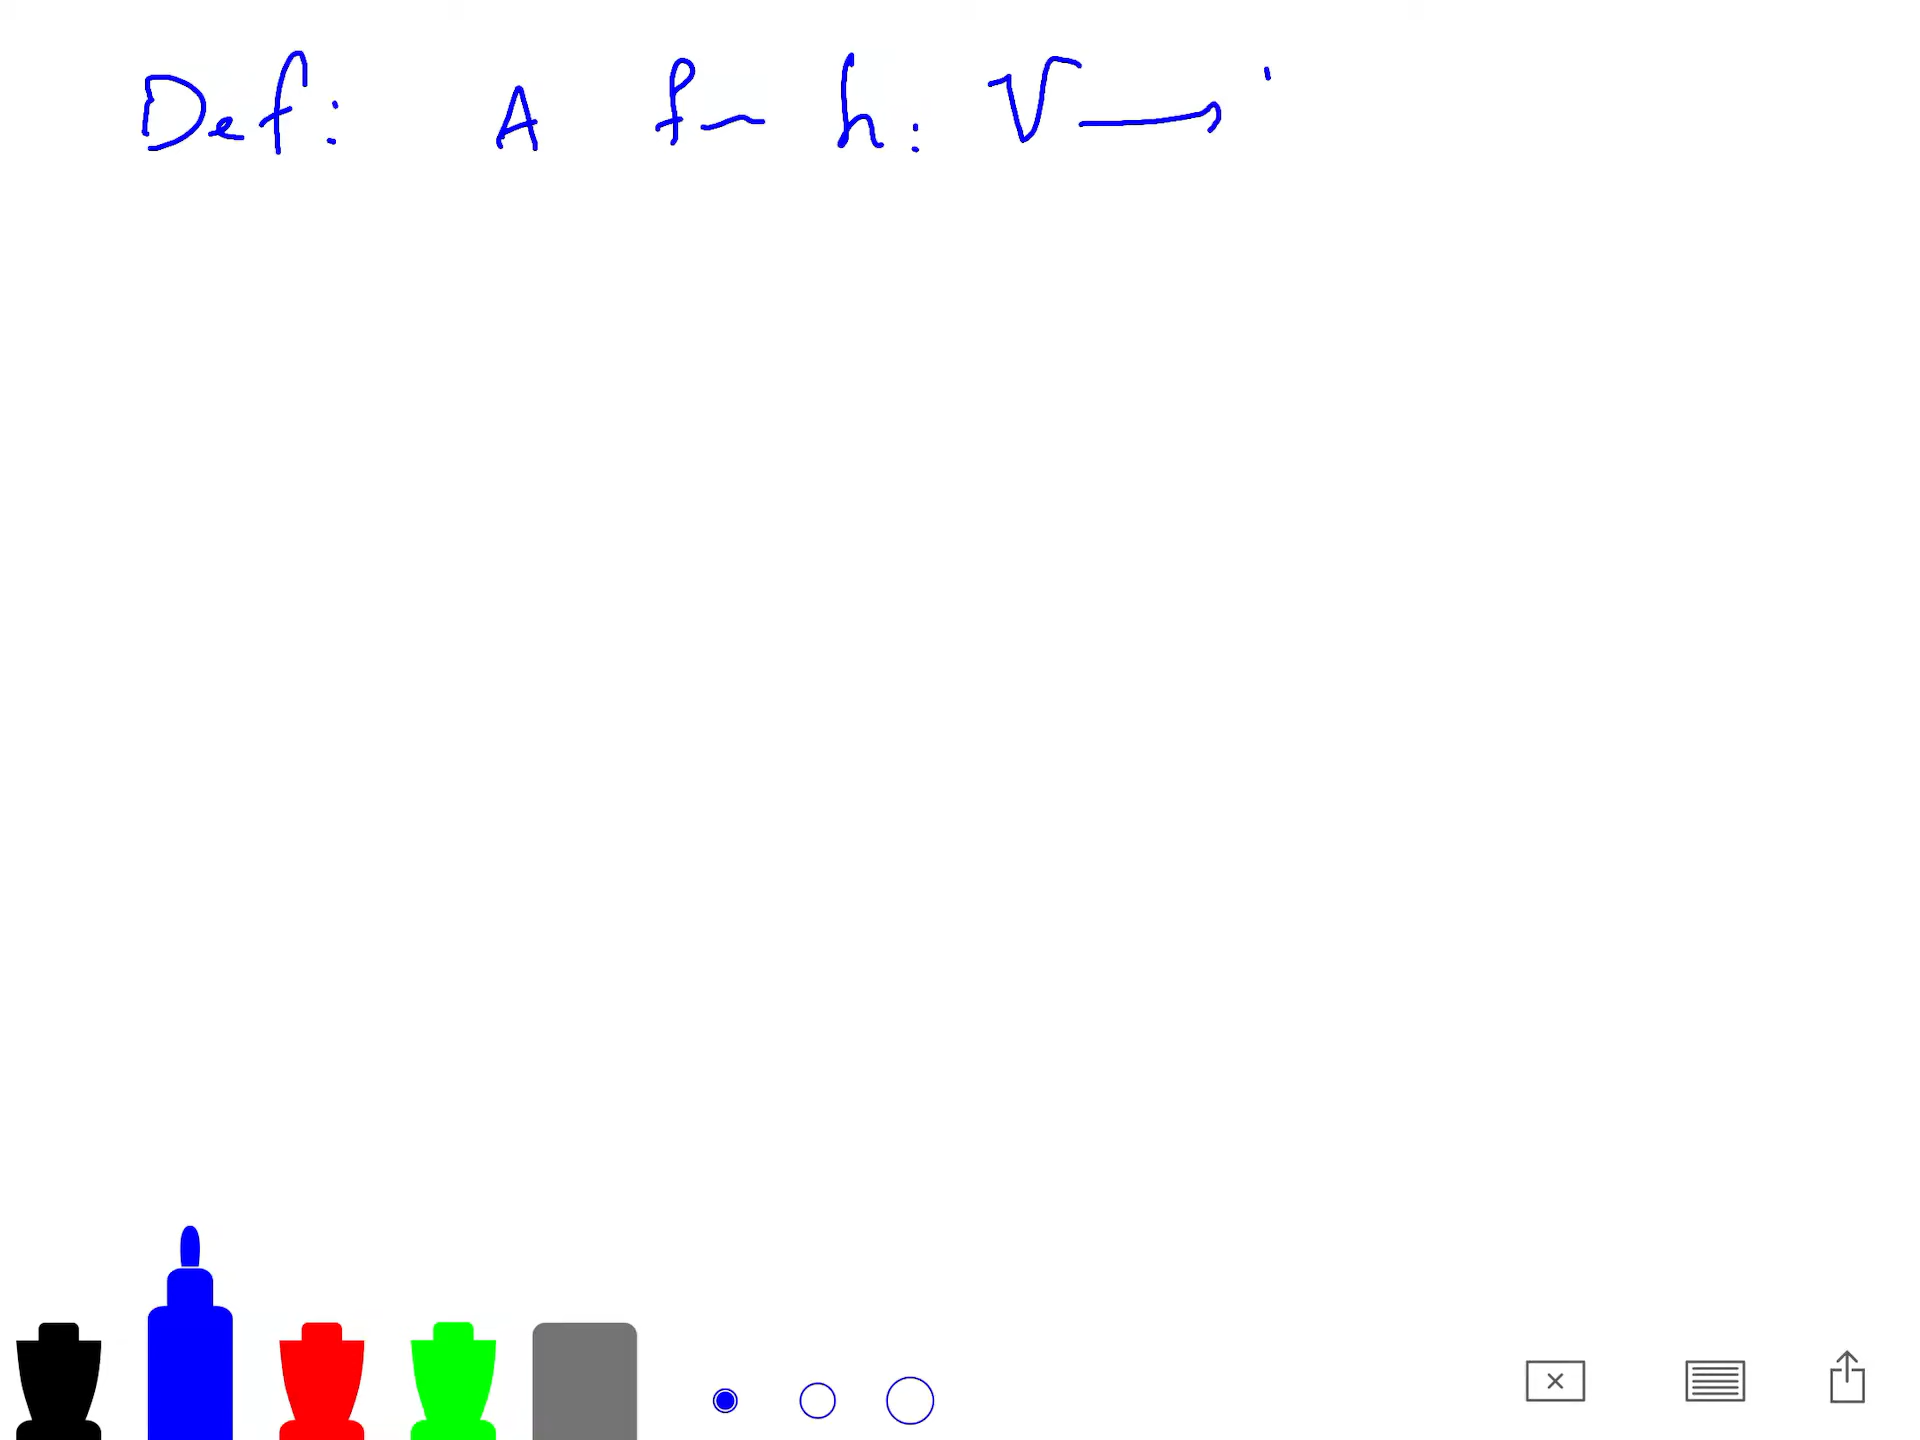 Def: A fn h: V →